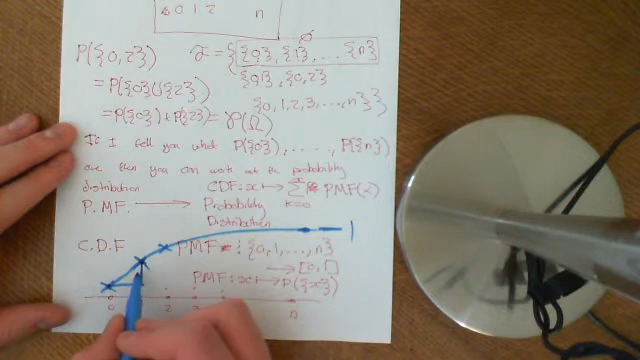 0 1 2 n
P({0,2}) F = {{0},{1},...{n}
= P({0}∪{2}) {0,1},{0,2}
= P({0})+P({2}) {0,1,2,3,...,n}}
= P(Ω)
If I tell you what P({0}),.....,P({n})
are then you can work out the probability
distribution CDF: x ↦ Σ k=0 PMF(k)
P.M.F. → Probability Distribution
C.D.F PMF : {0,1,...,n} → [0,1]
PMF: x ↦ P({x})
0 2 3 n
1